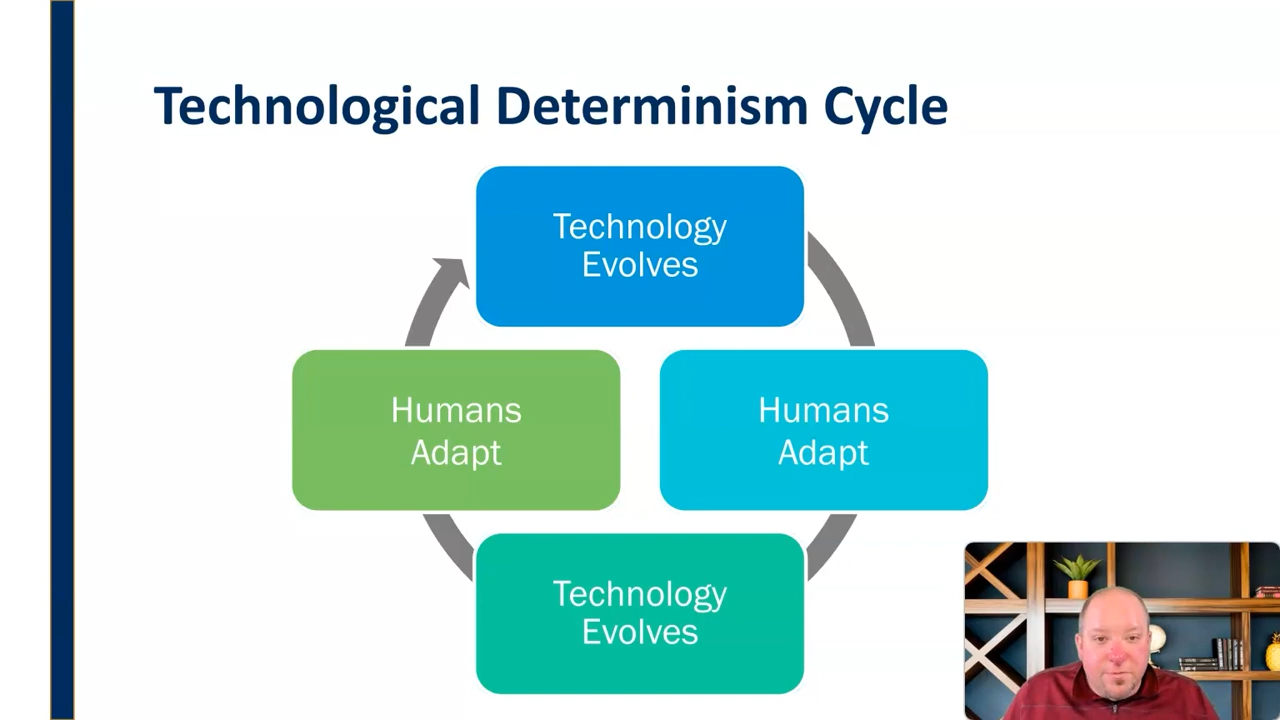 Technological Determinism Cycle
Technology
Evolves
Humans
Adapt
Humans
Adapt
Technology
Evolves